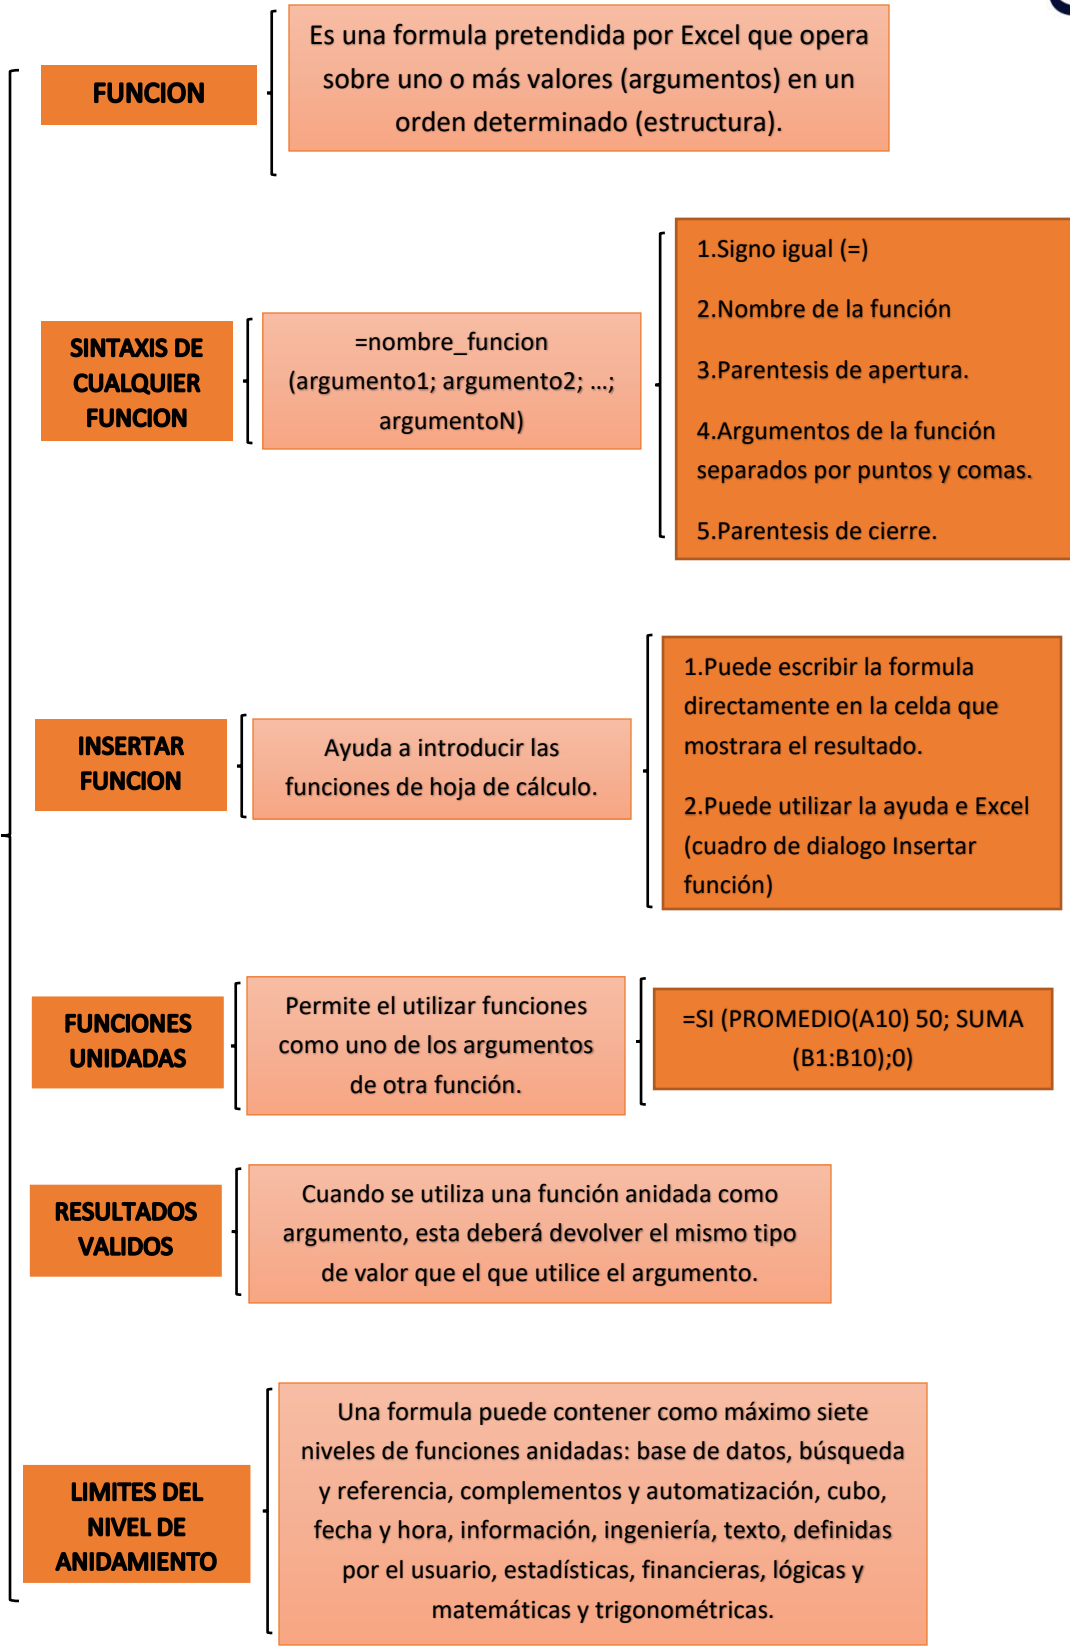 FUNCION
Es una formula pretendida por Excel que opera
sobre uno o más valores (argumentos) en un
orden determinado (estructura).
SINTAXIS DE
CUALQUIER
FUNCION
=nombre_funcion
(argumento1; argumento2; ...;
argumentoN)
1.Signo igual (=)
2.Nombre de la función
3.Parentesis de apertura.
4.Argumentos de la función
separados por puntos y comas.
5.Parentesis de cierre.
INSERTAR
FUNCION
Ayuda a introducir las
funciones de hoja de cálculo.
1.Puede escribir la formula
directamente en la celda que
mostrara el resultado.
2.Puede utilizar la ayuda e Excel
(cuadro de dialogo Insertar
función)
FUNCIONES
UNIDADAS
Permite el utilizar funciones
como uno de los argumentos
de otra función.
=SI (PROMEDIO(A10) 50; SUMA
(B1:B10);0)
RESULTADOS
VALIDOS
Cuando se utiliza una función anidada como
argumento, esta deberá devolver el mismo tipo
de valor que el que utilice el argumento.
LIMITES DEL
NIVEL DE
ANIDAMIENTO
Una formula puede contener como máximo siete
niveles de funciones anidadas: base de datos, búsqueda
y referencia, complementos y automatización, cubo,
fecha y hora, información, ingeniería, texto, definidas
por el usuario, estadísticas, financieras, lógicas y
matemáticas y trigonométricas.